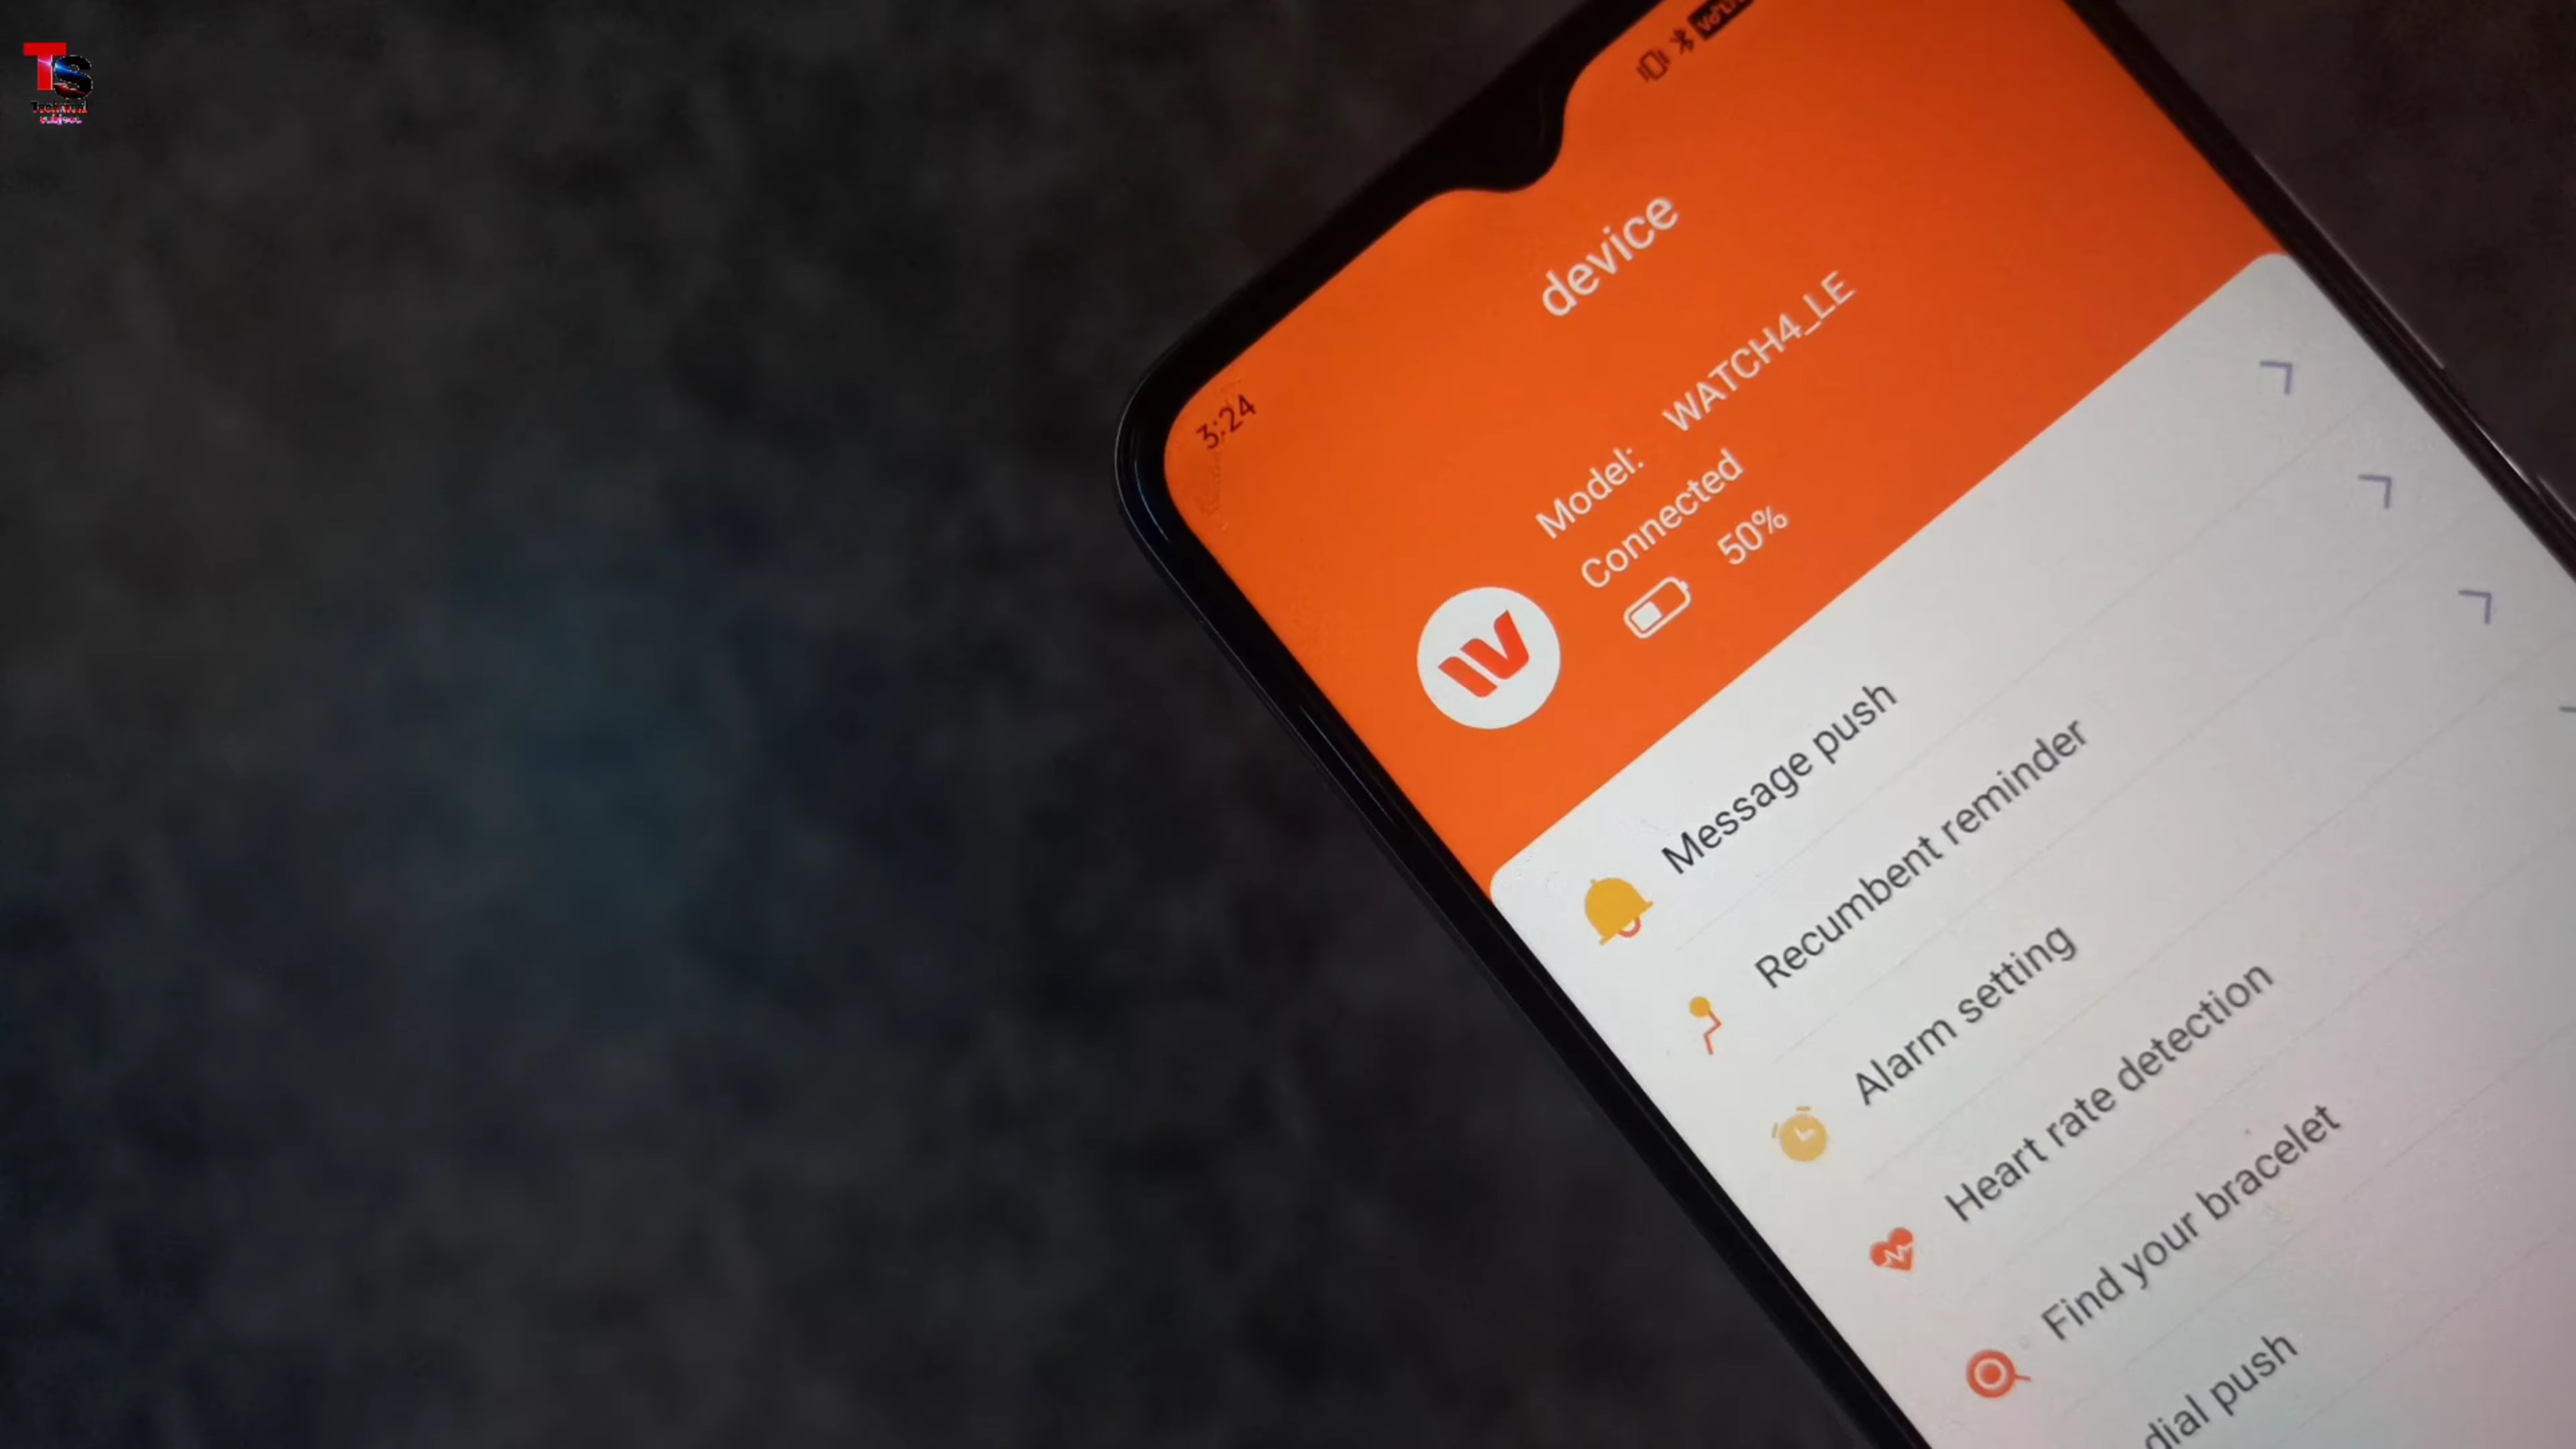 TS
3:24
device
Model: WATCH4_LE
Connected
50%
Message push
Recumbent reminder
Alarm setting
Heart rate detection
Find your bracelet
dial push